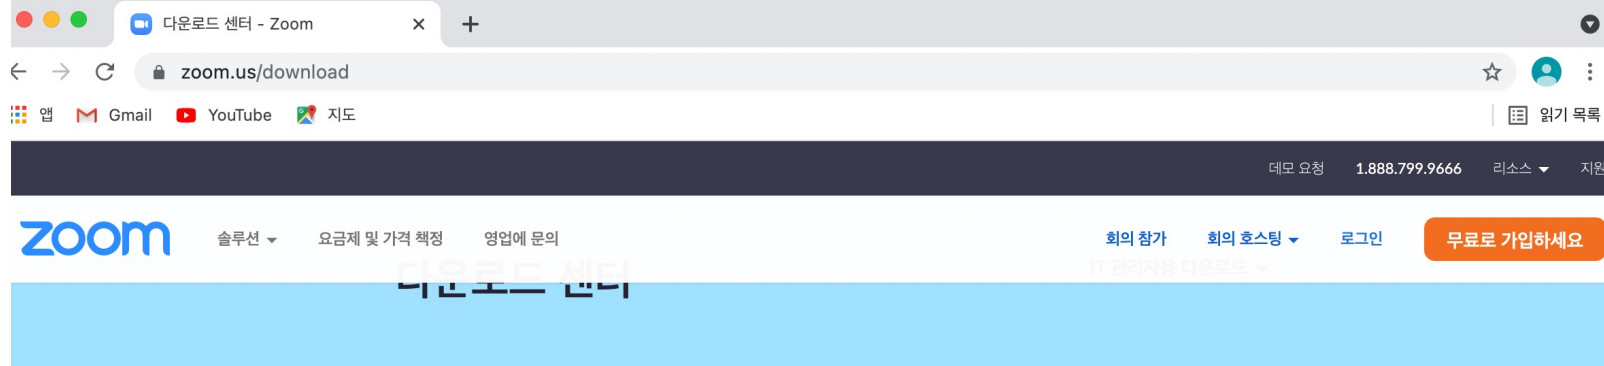 다운로드 센터 - Zoom
zoom.us/download
앱 Gmail YouTube 지도 읽기 목록
데모 요청 1.888.799.9666 리소스 지원
zoom 솔루션 요금제 및 가격 책정 영업에 문의 회의 참가 회의 호스팅 로그인 무료로 가입하세요
다운로드 센터 IT 관리자용 다운로드